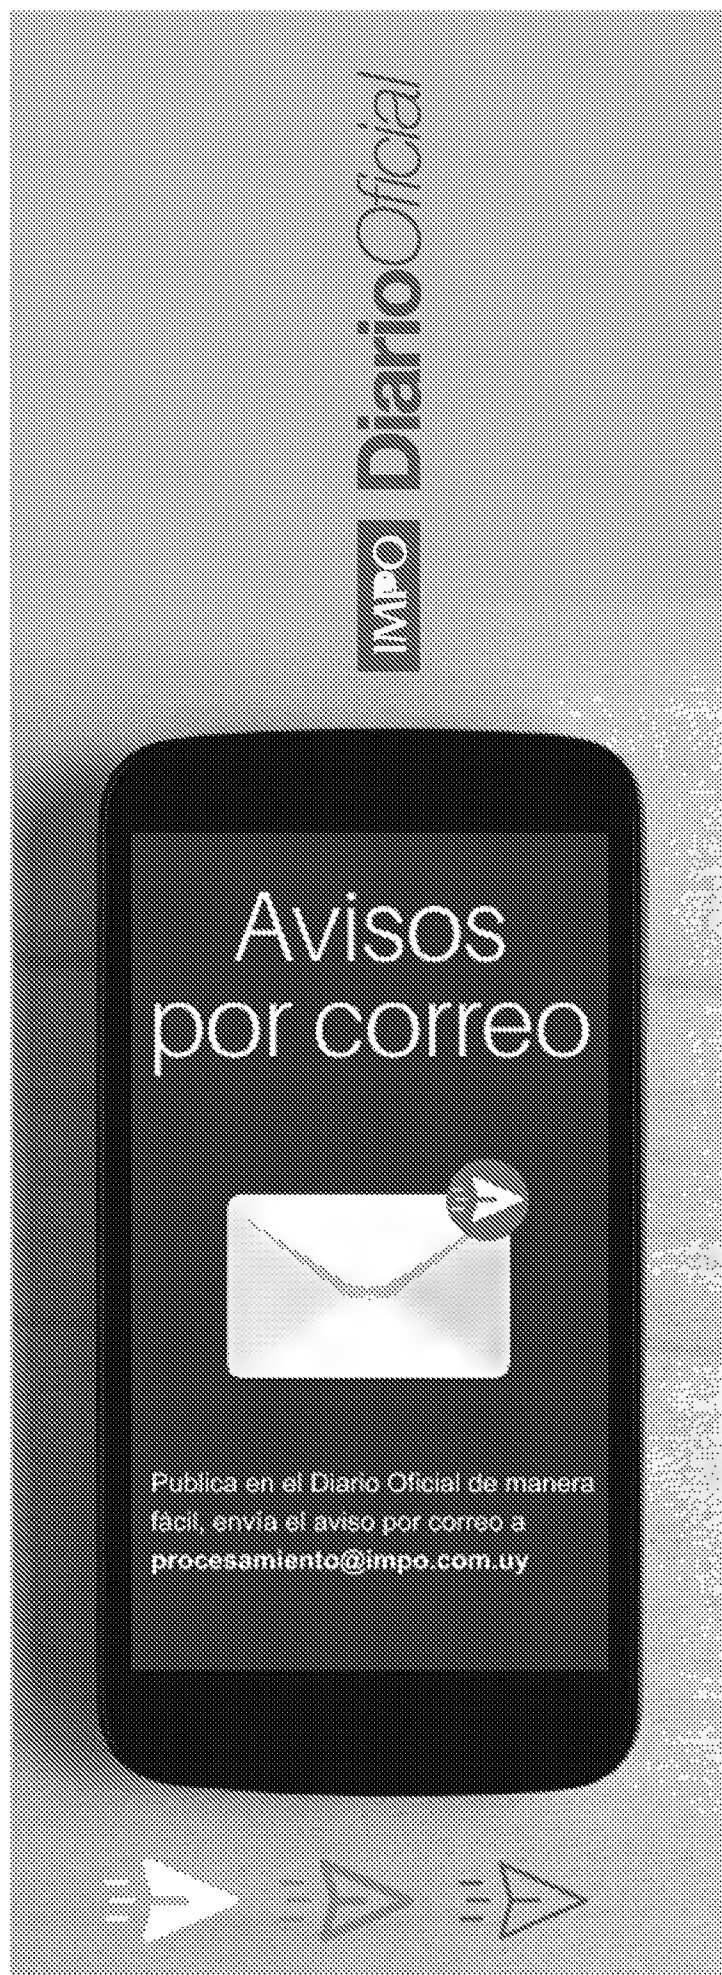 IMPO DiarioOficial
Avisos
por correo
Publica en el Diario Oficial de manera
fácil, envía el aviso por correo a
procesamiento@impo.com.uy